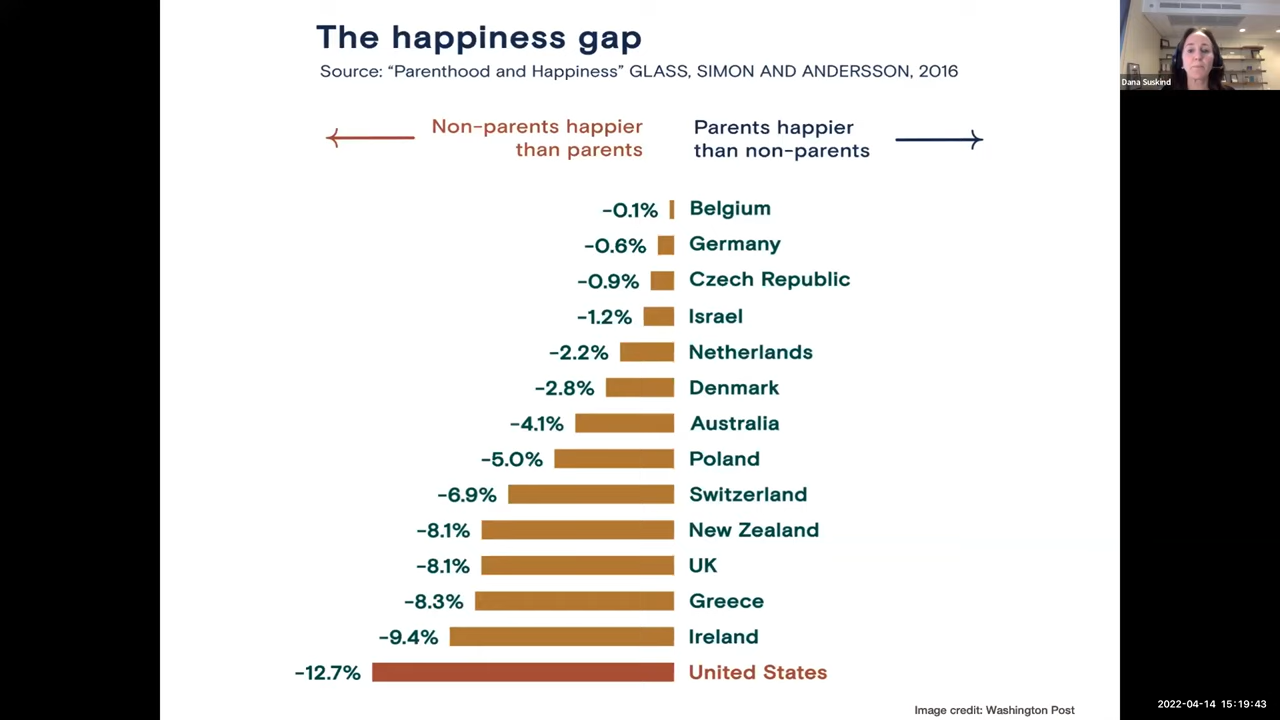 The happiness gap
Source: “Parenthood and Happiness” GLASS, SIMON AND ANDERSSON, 2016
Dana Suskind
Non-parents happier
than parents
Parents happier
than non-parents
-0.1% Belgium
-0.6% Germany
-0.9% Czech Republic
-1.2% Israel
-2.2% Netherlands
-2.8% Denmark
-4.1% Australia
-5.0% Poland
-6.9% Switzerland
-8.1% New Zealand
-8.1% UK
-8.3% Greece
-9.4% Ireland
-12.7% United States
Image credit: Washington Post
2022-04-14 15:19:43